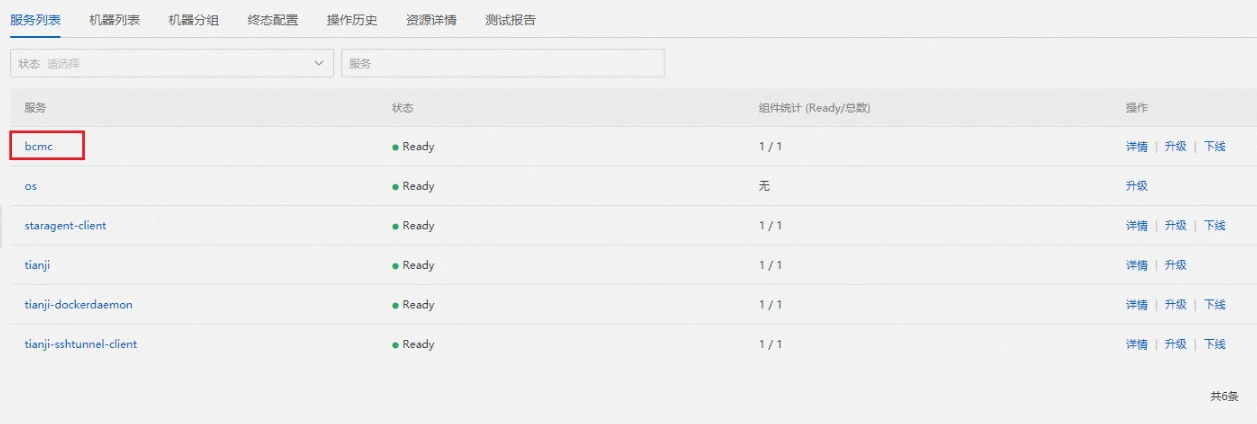 服务列表 机器列表 机器分组 终态配置 操作历史 资源详情 测试报告
状态 请选择 服务
服务 状态 组件统计 (Ready/总数) 操作
bcmc Ready 1 / 1 详情 | 升级 | 下线
os Ready 无 升级
staragent-client Ready 1 / 1 详情 | 升级 | 下线
tianji Ready 1 / 1 详情 | 升级
tianji-dockerdaemon Ready 1 / 1 详情 | 升级 | 下线
tianji-sshtunnel-client Ready 1 / 1 详情 | 升级 | 下线
共6条